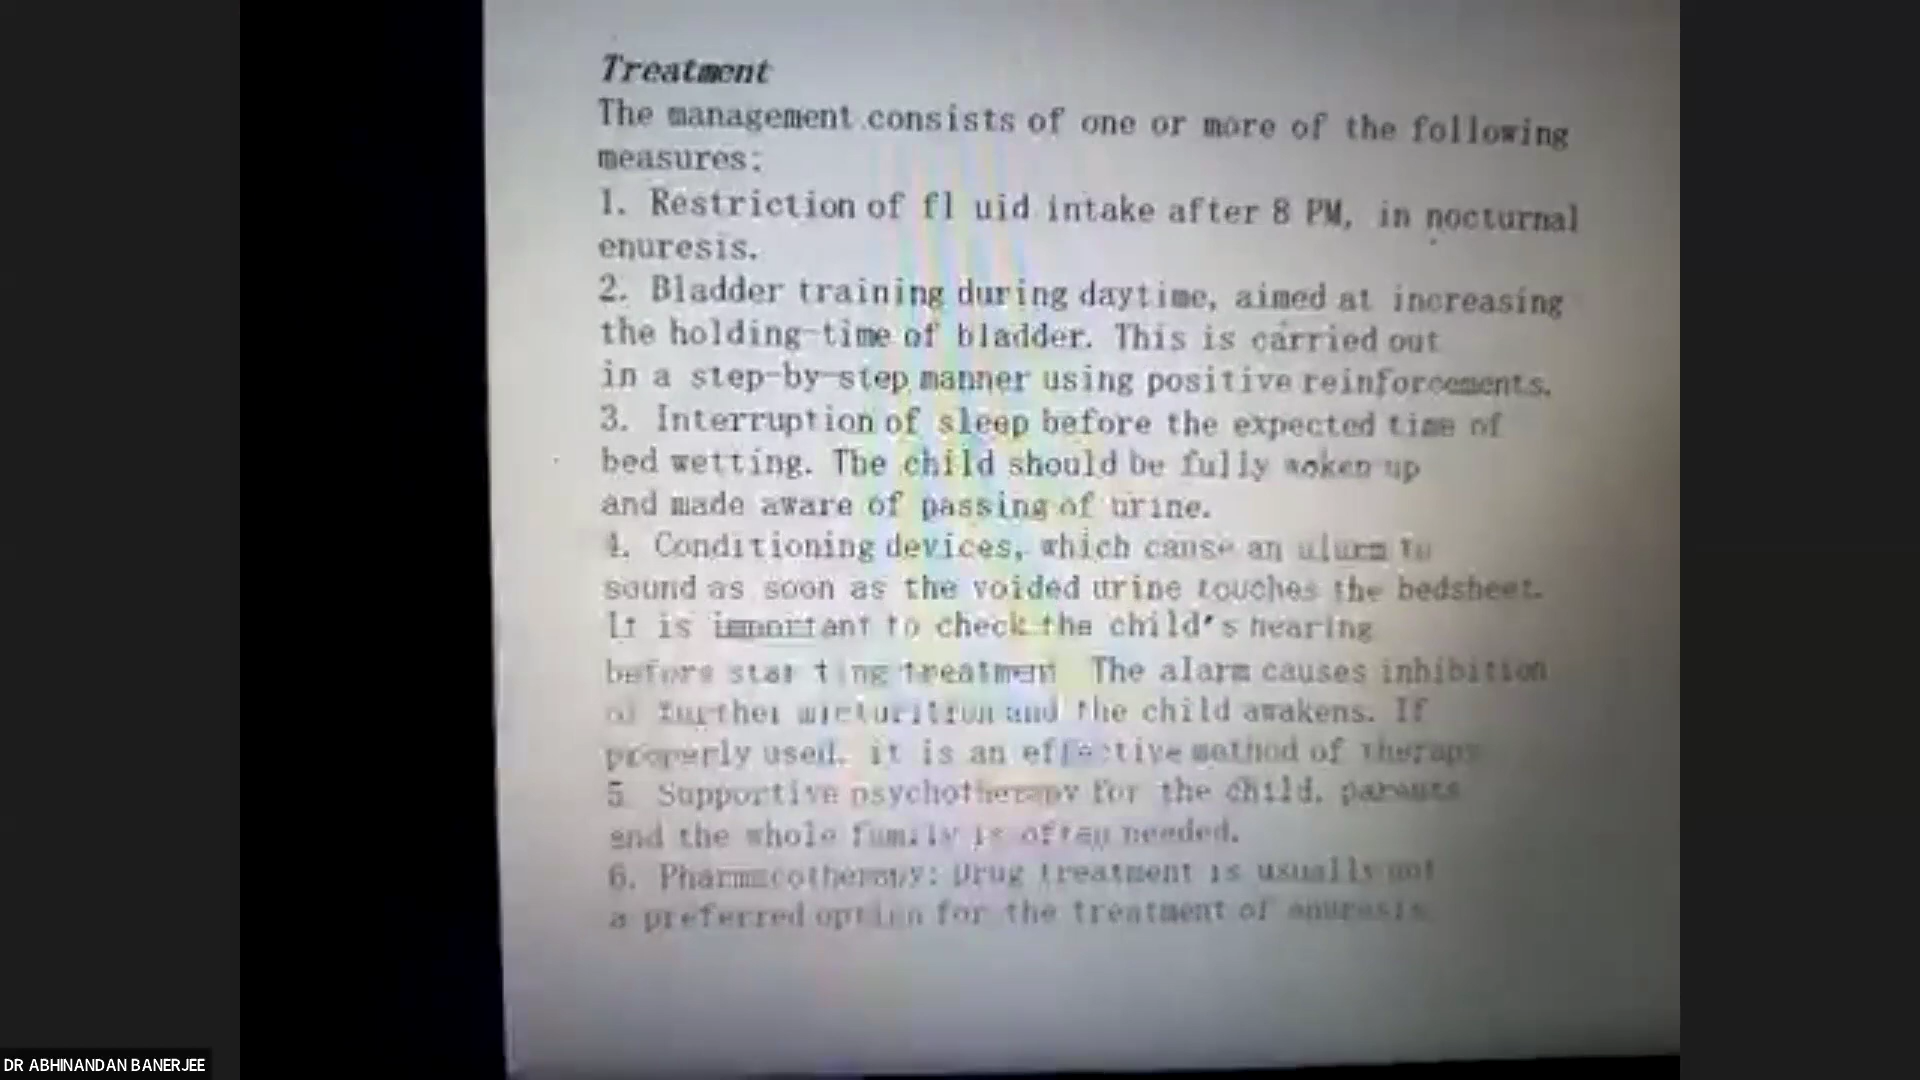 Treatment
The management consists of one or more of the following
measures:
1. Restriction of fl uid intake after 8 PM, in nocturnal
enuresis.
2. Bladder training during daytime, aimed at increasing
the holding-time of bladder. This is carried out
in a step-by-step manner using positive reinforcements.
3. Interruption of sleep before the expected time of
bed wetting. The child should be fully woken up
and made aware of passing of urine.
4. Conditioning devices, which cause an alarm to
sound as soon as the voided urine touches the bedsheet.
It is important to check the child's hearing
before star ting treatment The alarm causes inhibition
of further micturition and the child awakens. If
properly used, it is an effective method of therapy
5. Supportive psychotherapy for the child, parents
and the whole family is often needed.
6. Pharmacotherapy: Drug treatment is usually not
a preferred option for the treatment of enuresis.
DR ABHINANDAN BANERJEE